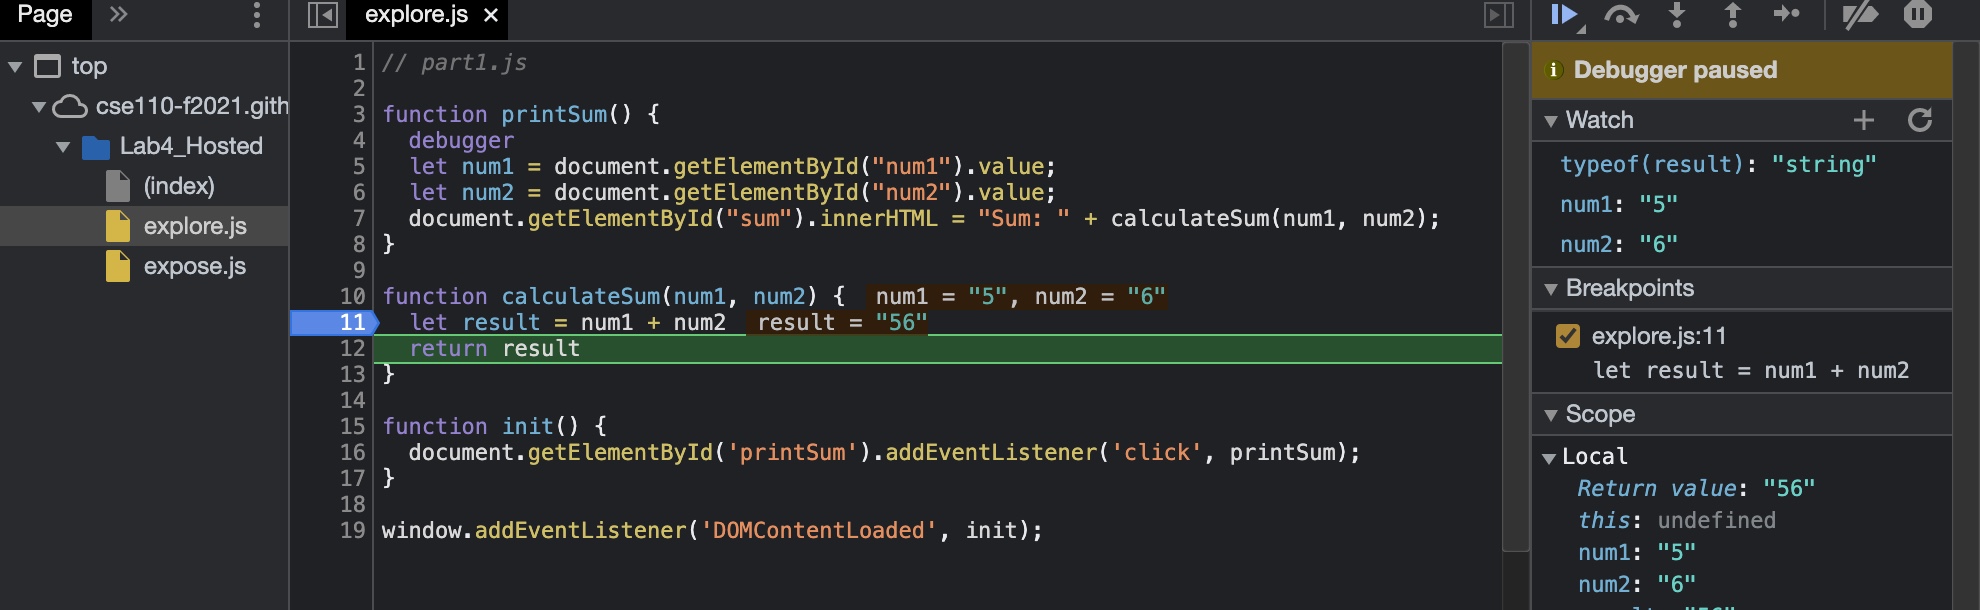 Page
explore.js
top
cse110-f2021.gith
Lab4_Hosted
(index)
explore.js
expose.js
1 // part1.js
2
3 function printSum() {
4   debugger
5   let num1 = document.getElementById("num1").value;
6   let num2 = document.getElementById("num2").value;
7   document.getElementById("sum").innerHTML = "Sum: " + calculateSum(num1, num2);
8 }
9
10 function calculateSum(num1, num2) { num1 = "5", num2 = "6"
11   let result = num1 + num2 result = "56"
12   return result
13 }
14
15 function init() {
16   document.getElementById('printSum').addEventListener('click', printSum);
17 }
18
19 window.addEventListener('DOMContentLoaded', init);
Debugger paused
Watch
typeof(result): "string"
num1: "5"
num2: "6"
Breakpoints
explore.js:11
let result = num1 + num2
Scope
Local
Return value: "56"
this: undefined
num1: "5"
num2: "6"